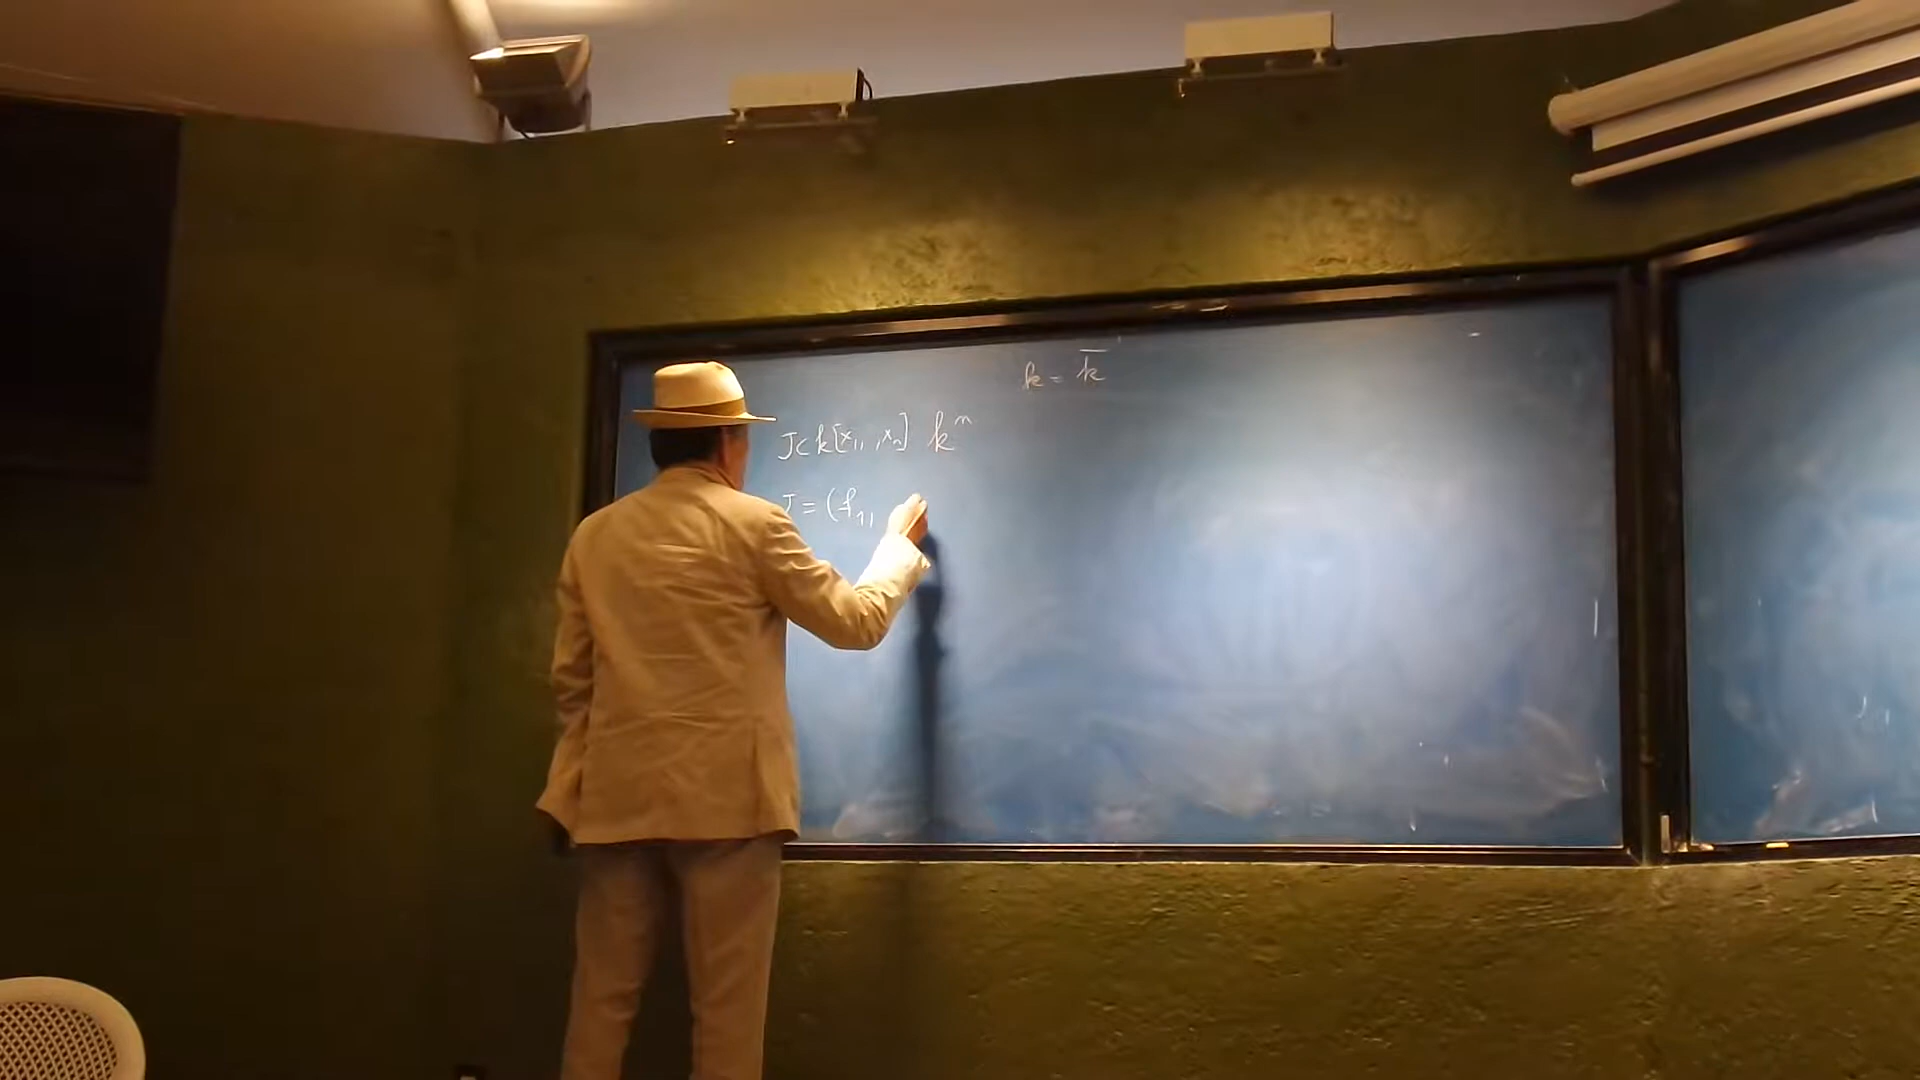 k = k̅
J ⊂ k[x₁, , xₙ] kⁿ
J = (f₁,